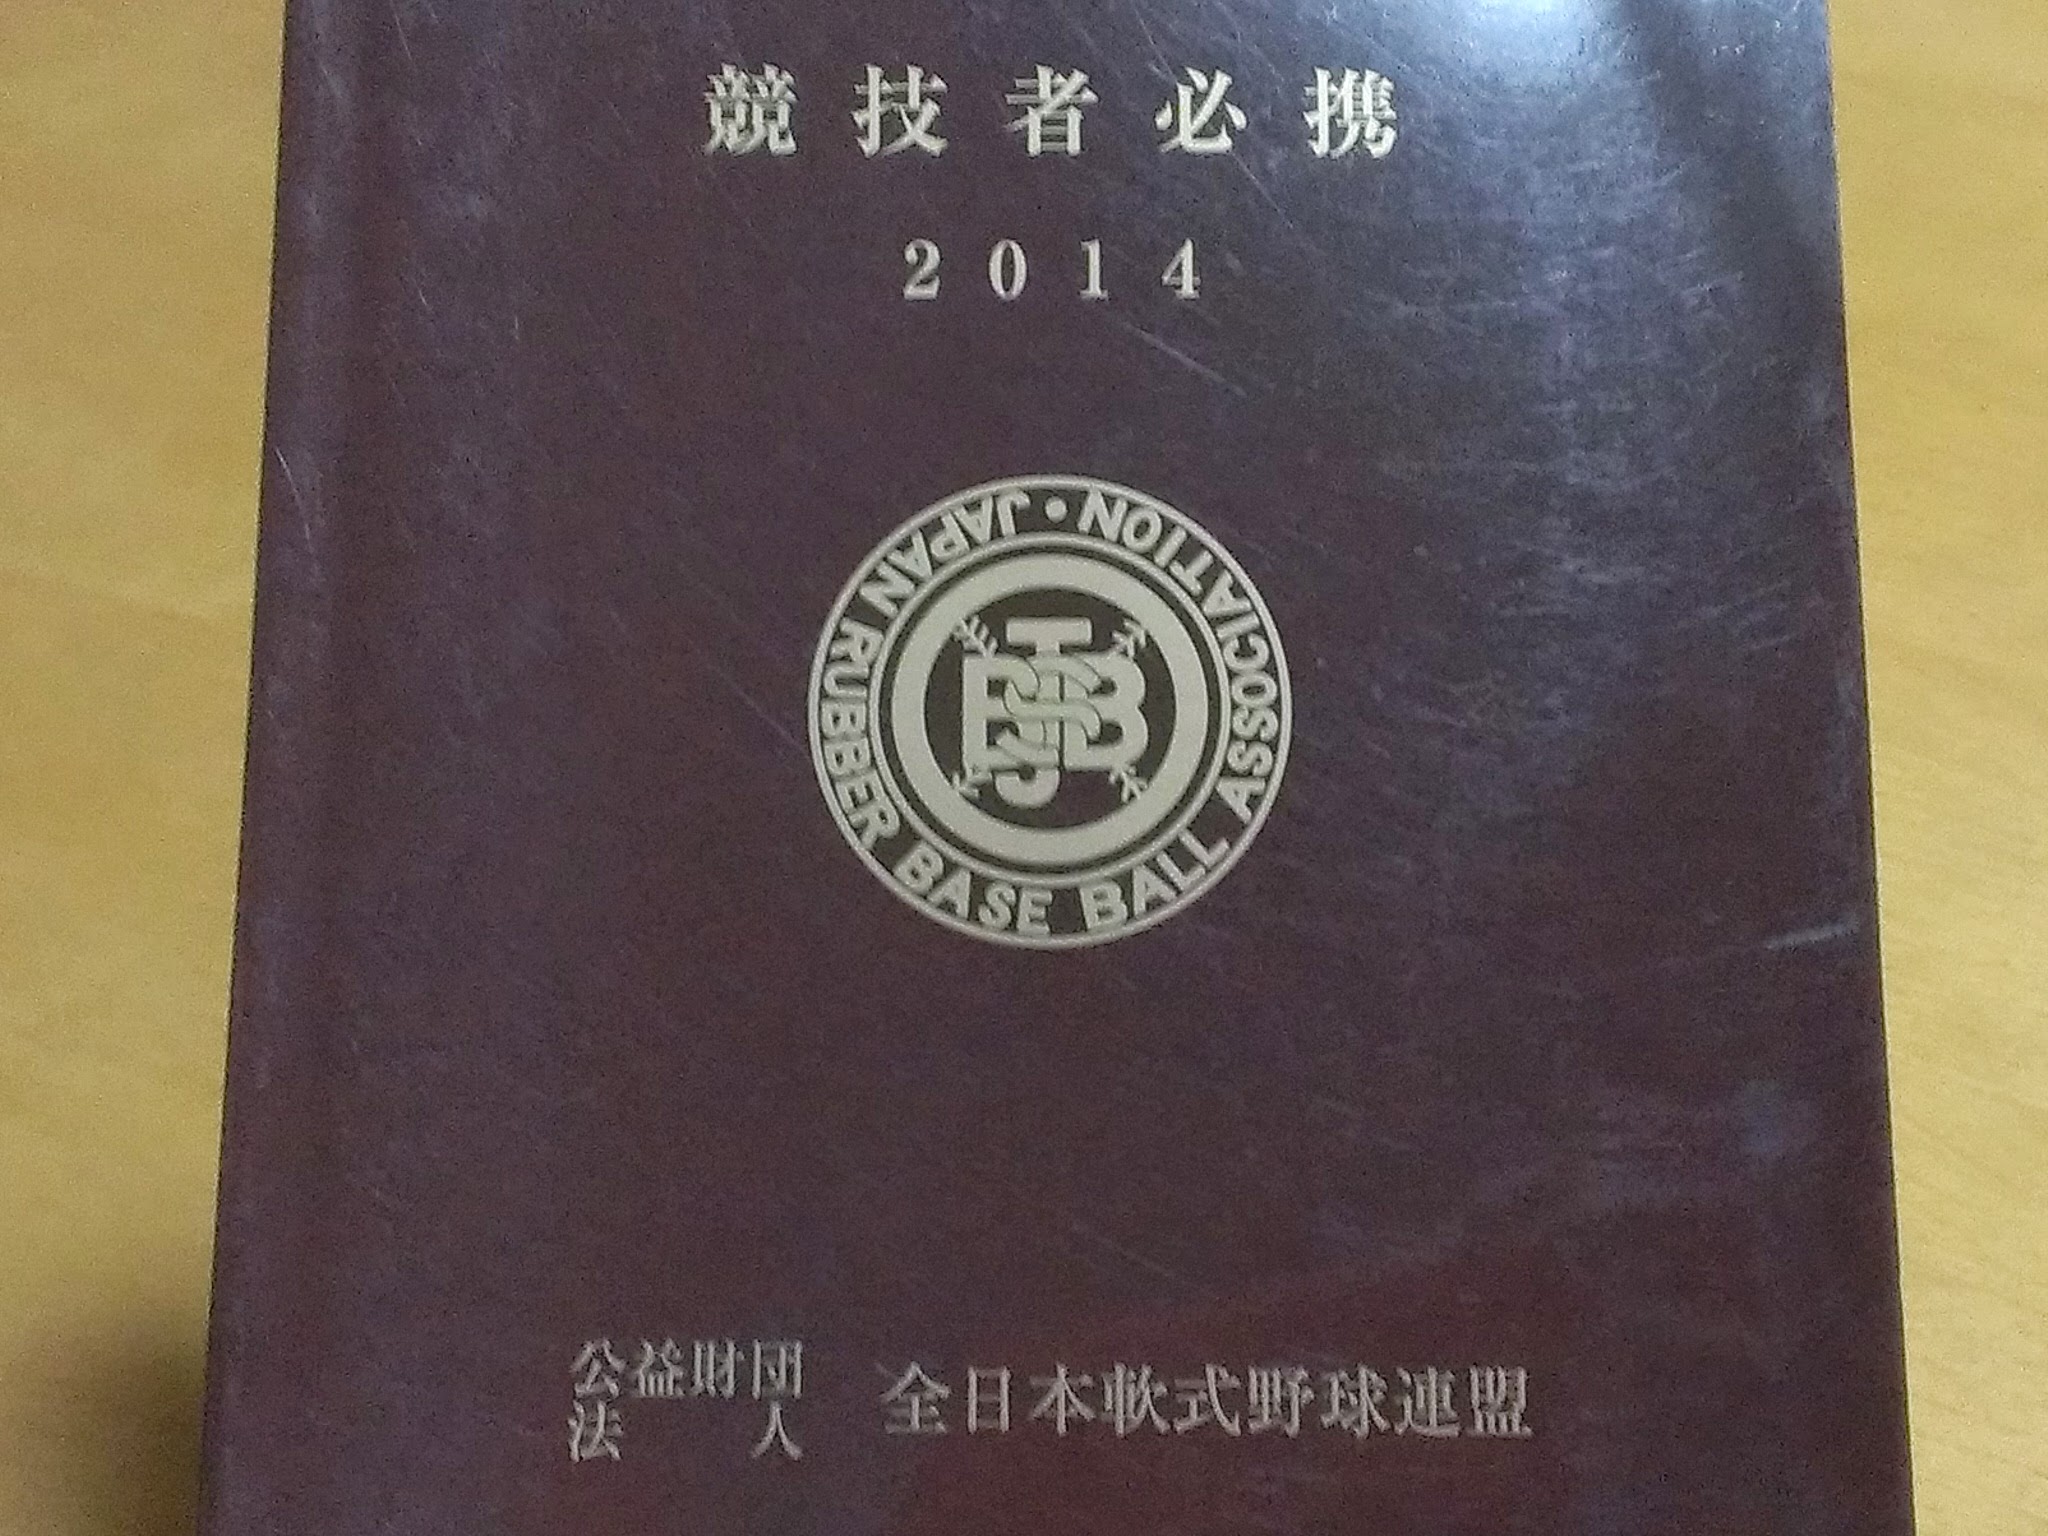 競技者必携
2014
JAPAN RUBBER BASE BALL ASSOCIATION・
JBB
公益財団
法人
全日本軟式野球連盟